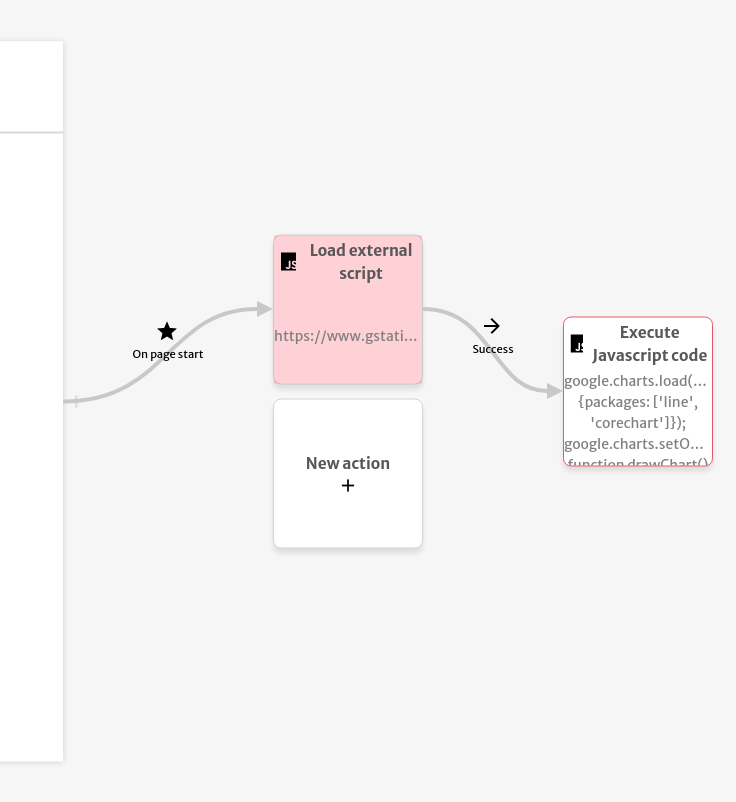 Load external
script
https://www.gstati...
On page start
Success
New action
Execute
Javascript code
google.charts.load(...
{packages: ['line',
'corechart']});
google.charts.setO...
function drawChart()
JS
JS